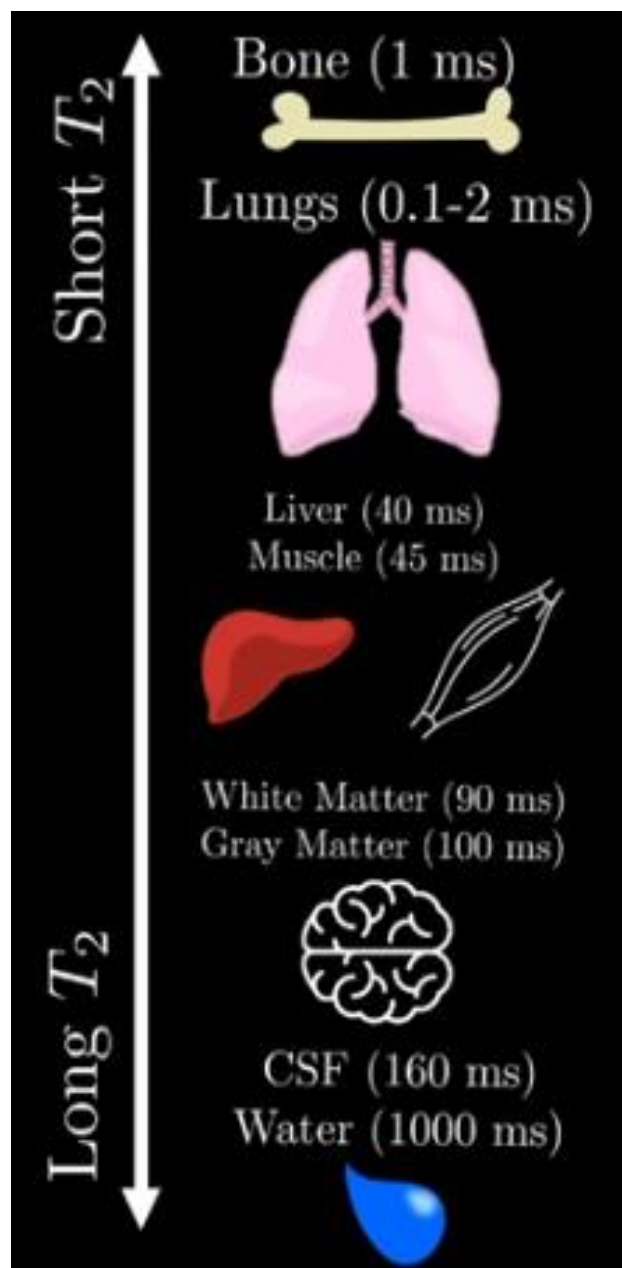 Short T₂
Bone (1 ms)
Lungs (0.1-2 ms)
Liver (40 ms)
Muscle (45 ms)
White Matter (90 ms)
Gray Matter (100 ms)
Long T₂
CSF (160 ms)
Water (1000 ms)